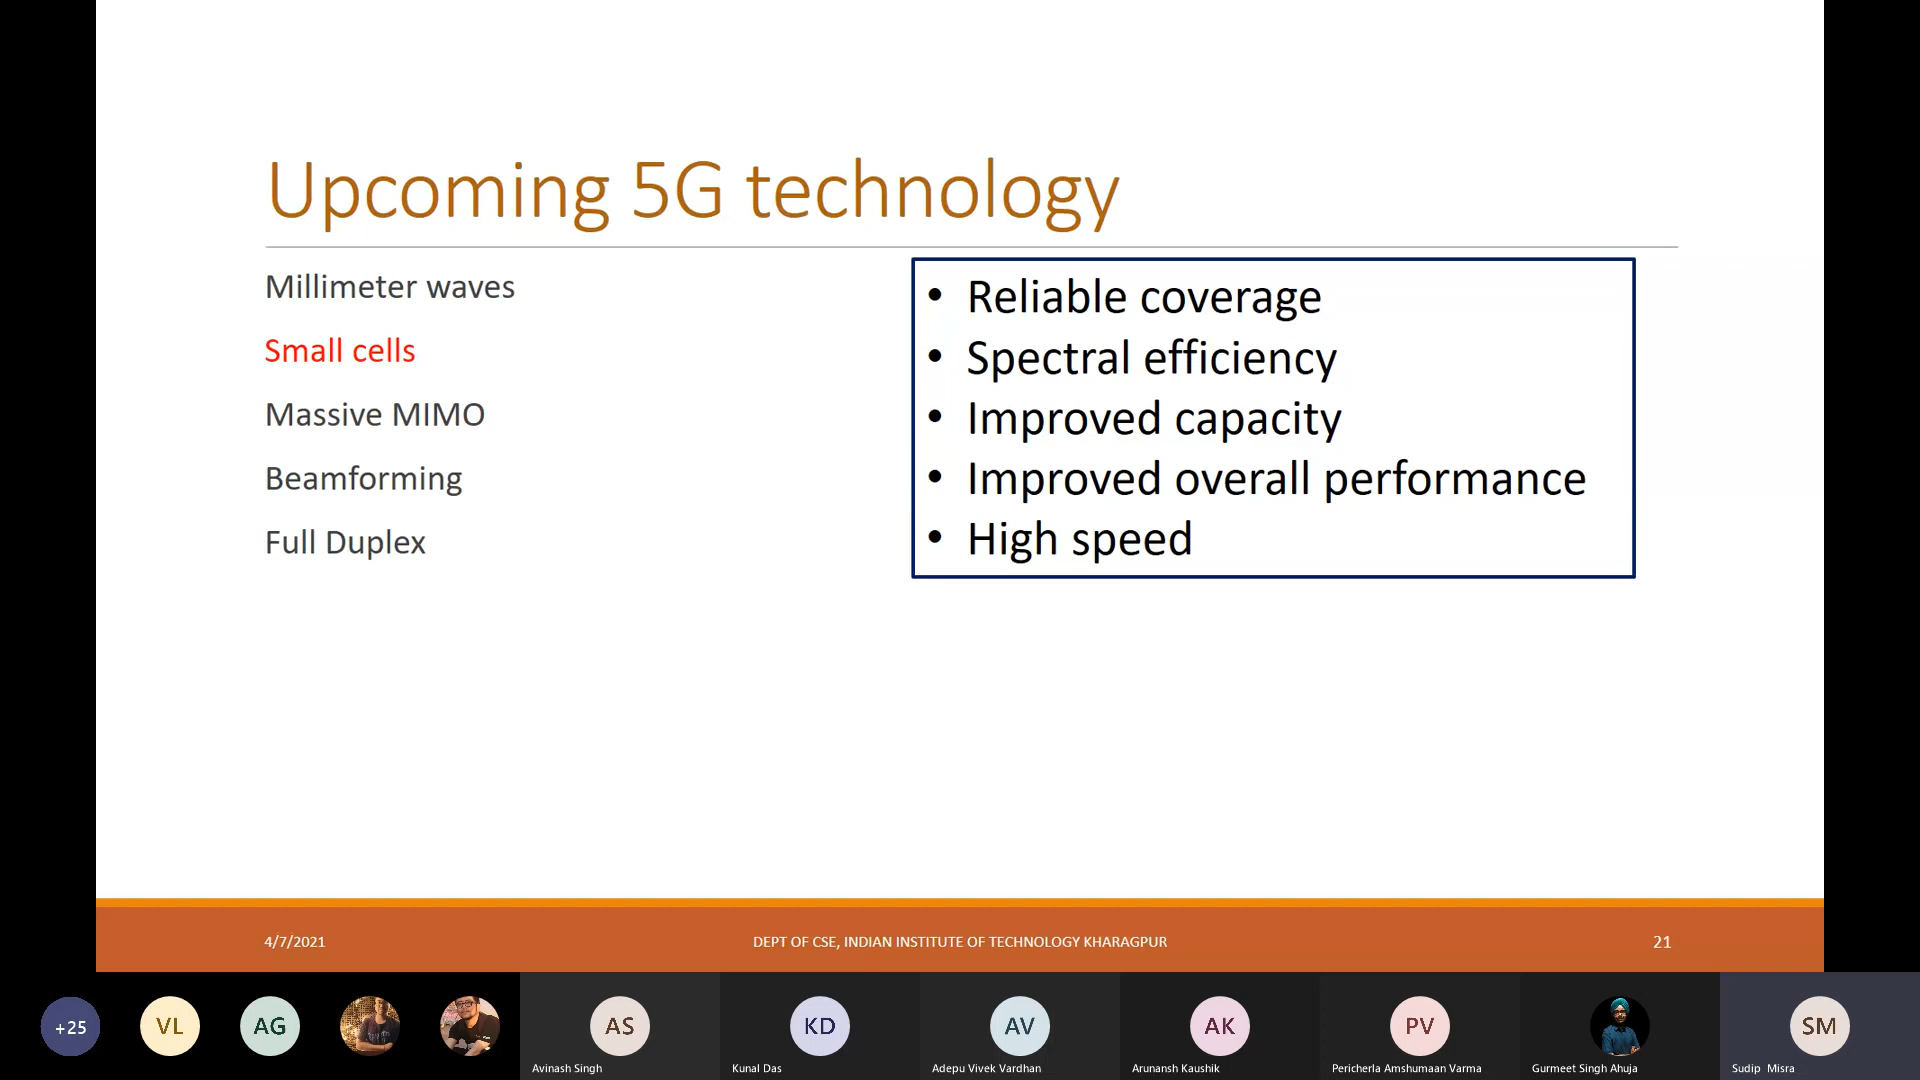 Upcoming 5G technology
Millimeter waves
Small cells
Massive MIMO
Beamforming
Full Duplex
• Reliable coverage
• Spectral efficiency
• Improved capacity
• Improved overall performance
• High speed
4/7/2021
DEPT OF CSE, INDIAN INSTITUTE OF TECHNOLOGY KHARAGPUR
21
+25
VL
AG
AS
Avinash Singh
KD
Kunal Das
AV
Adepu Vivek Vardhan
AK
Arunansh Kaushik
PV
Pericherla Amshumaan Varma
Gurmeet Singh Ahuja
SM
Sudip Misra